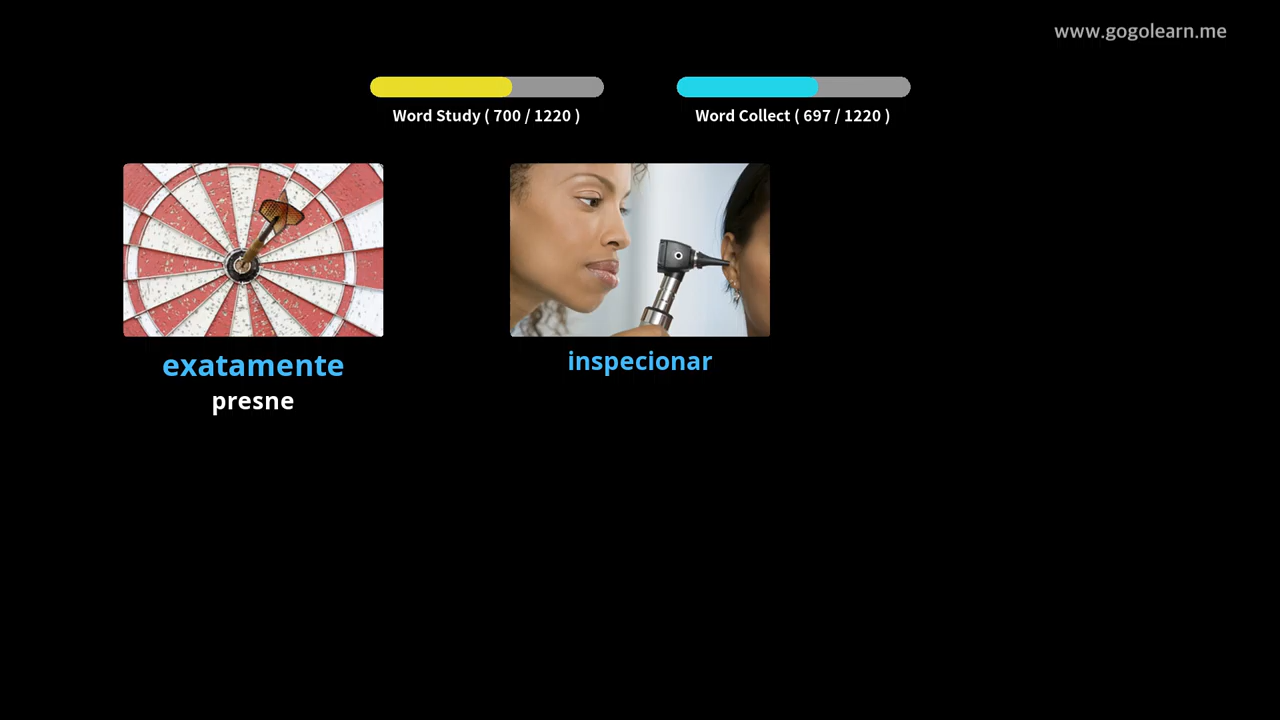 www.gogolearn.me
Word Study ( 700 / 1220 )
Word Collect ( 697 / 1220 )
exatamente
presne
inspecionar